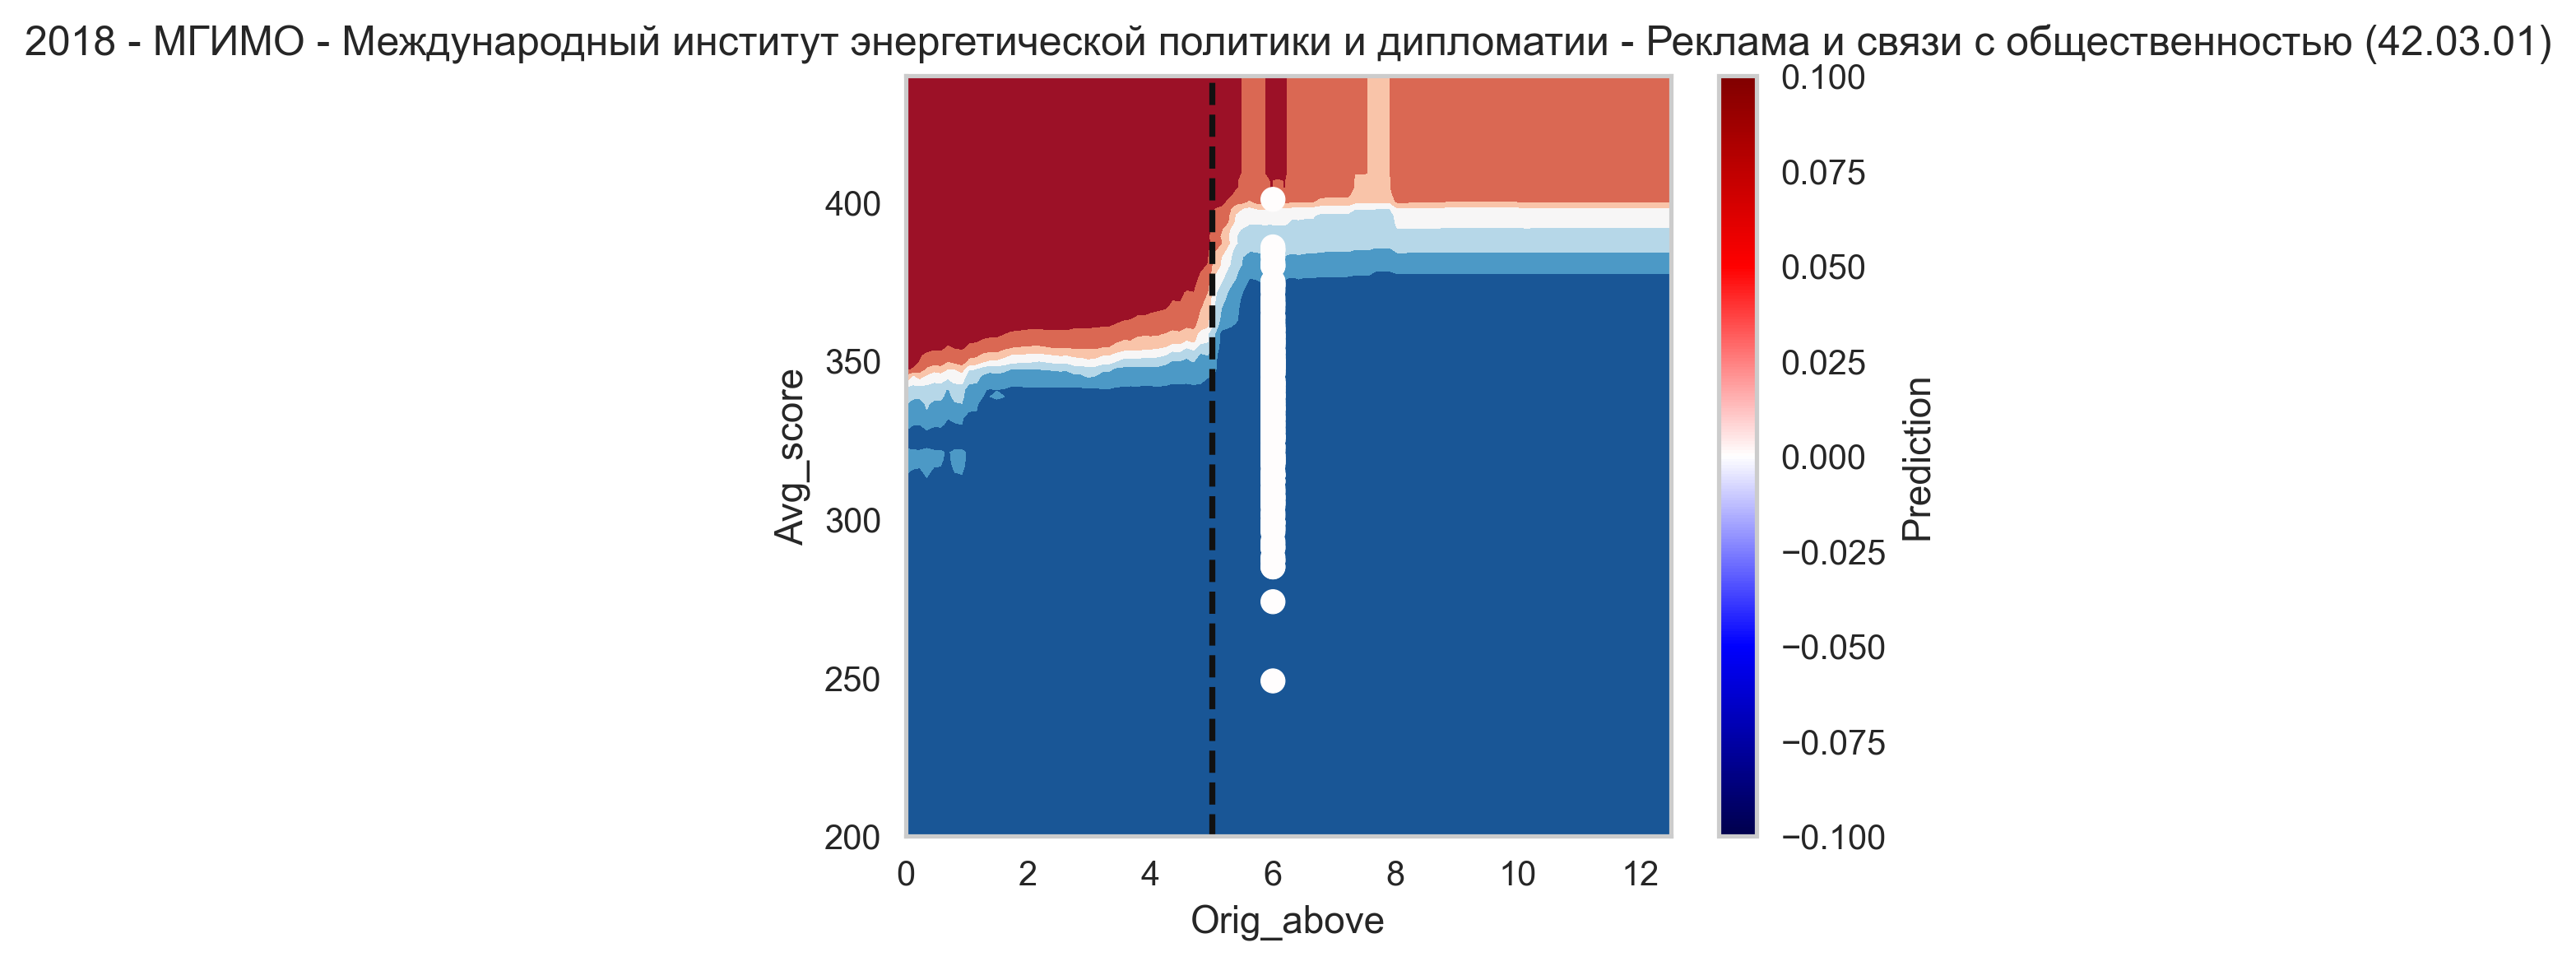 2018 - МГИМО - Международный институт энергетической политики и дипломатии - Реклама и связи с общественностью (42.03.01)
Avg_score
400
350
300
250
200
0 2 4 6 8 10 12
Orig_above
0.100
0.075
0.050
0.025
0.000
−0.025
−0.050
−0.075
−0.100
Prediction